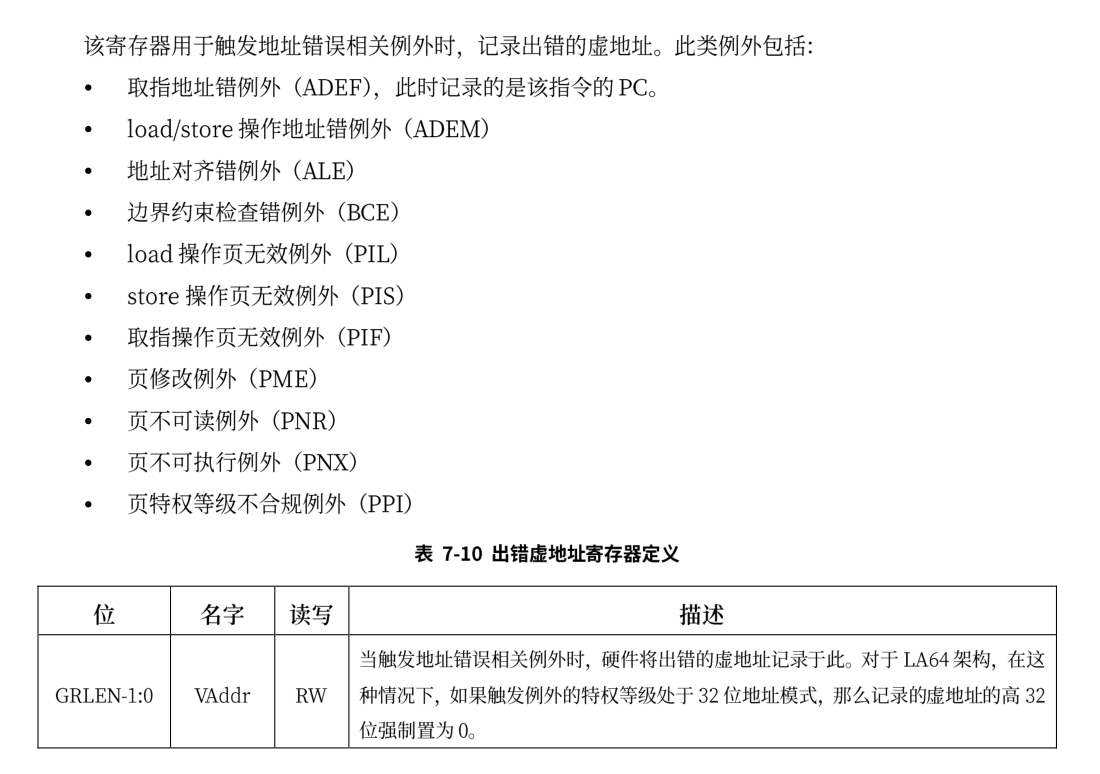 该寄存器用于触发地址错误相关例外时，记录出错的虚地址。此类例外包括：
• 取指地址错例外（ADEF），此时记录的是该指令的 PC。
• load/store 操作地址错例外（ADEM）
• 地址对齐错例外（ALE）
• 边界约束检查错例外（BCE）
• load 操作页无效例外（PIL）
• store 操作页无效例外（PIS）
• 取指操作页无效例外（PIF）
• 页修改例外（PME）
• 页不可读例外（PNR）
• 页不可执行例外（PNX）
• 页特权等级不合规例外（PPI）
表 7-10 出错虚地址寄存器定义
位 名字 读写 描述
当触发地址错误相关例外时，硬件将出错的虚地址记录于此。对于 LA64 架构，在这
GRLEN-1:0 VAddr RW 种情况下，如果触发例外的特权等级处于 32 位地址模式，那么记录的虚地址的高 32
位强制置为 0。